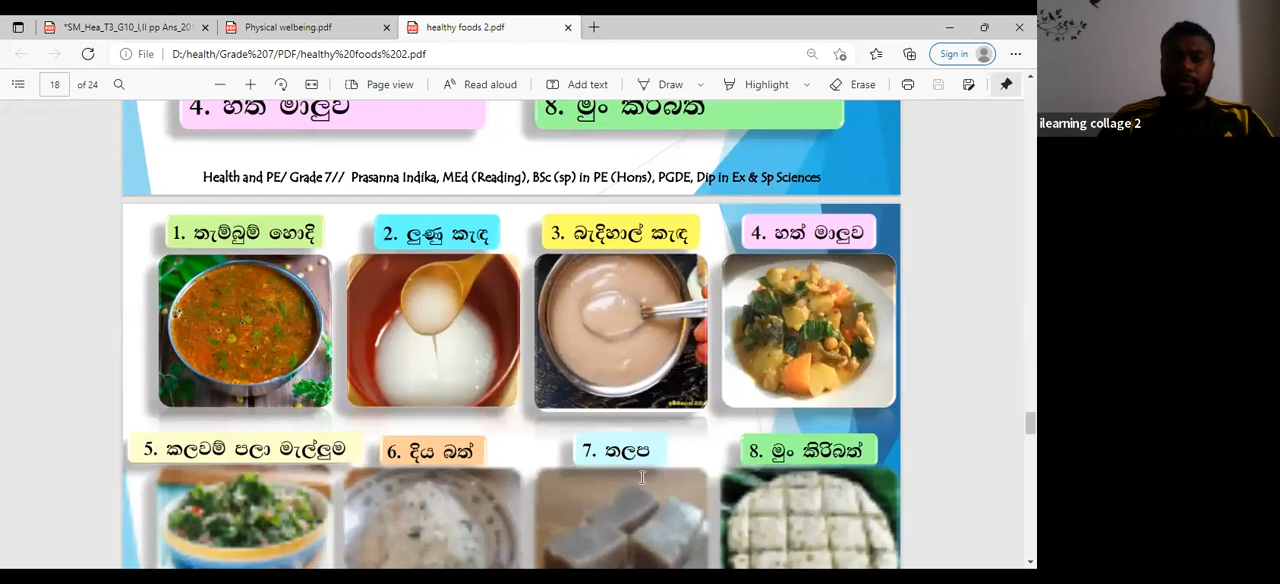 *SM_Hea_T3_G10_I,II pp Ans_201
Physical welbeing.pdf
healthy foods 2.pdf
File
D:/health/Grade%207/PDF/healthy%20foods%202.pdf
Sign in
18 of 24
Page view
Read aloud
Add text
Draw
Highlight
Erase
ilearning collage 2
4. හත් මාලුව
8. මුං කිරිබත්
Health and PE/ Grade 7// Prasanna Indika, MEd (Reading), BSc (sp) in PE (Hons), PGDE, Dip in Ex & Sp Sciences
1. තැම්බුම් හොදි
2. ලුණු කැඳ
3. බැදිහාල් කැඳ
4. හත් මාලුව
5. කලවම් පලා මැල්ලුම
6. දිය බත්
7. තලප
8. මුං කිරිබත්